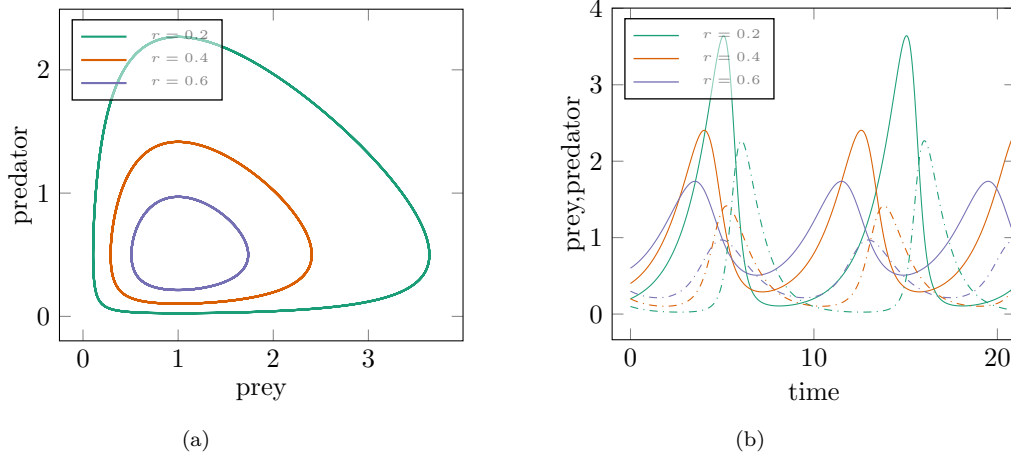 r = 0.2
r = 0.4
r = 0.6
2
1
0
predator
0 1 2 3
prey
(a)
r = 0.2
r = 0.4
r = 0.6
4
3
2
1
0
prey,predator
0 10 20
time
(b)